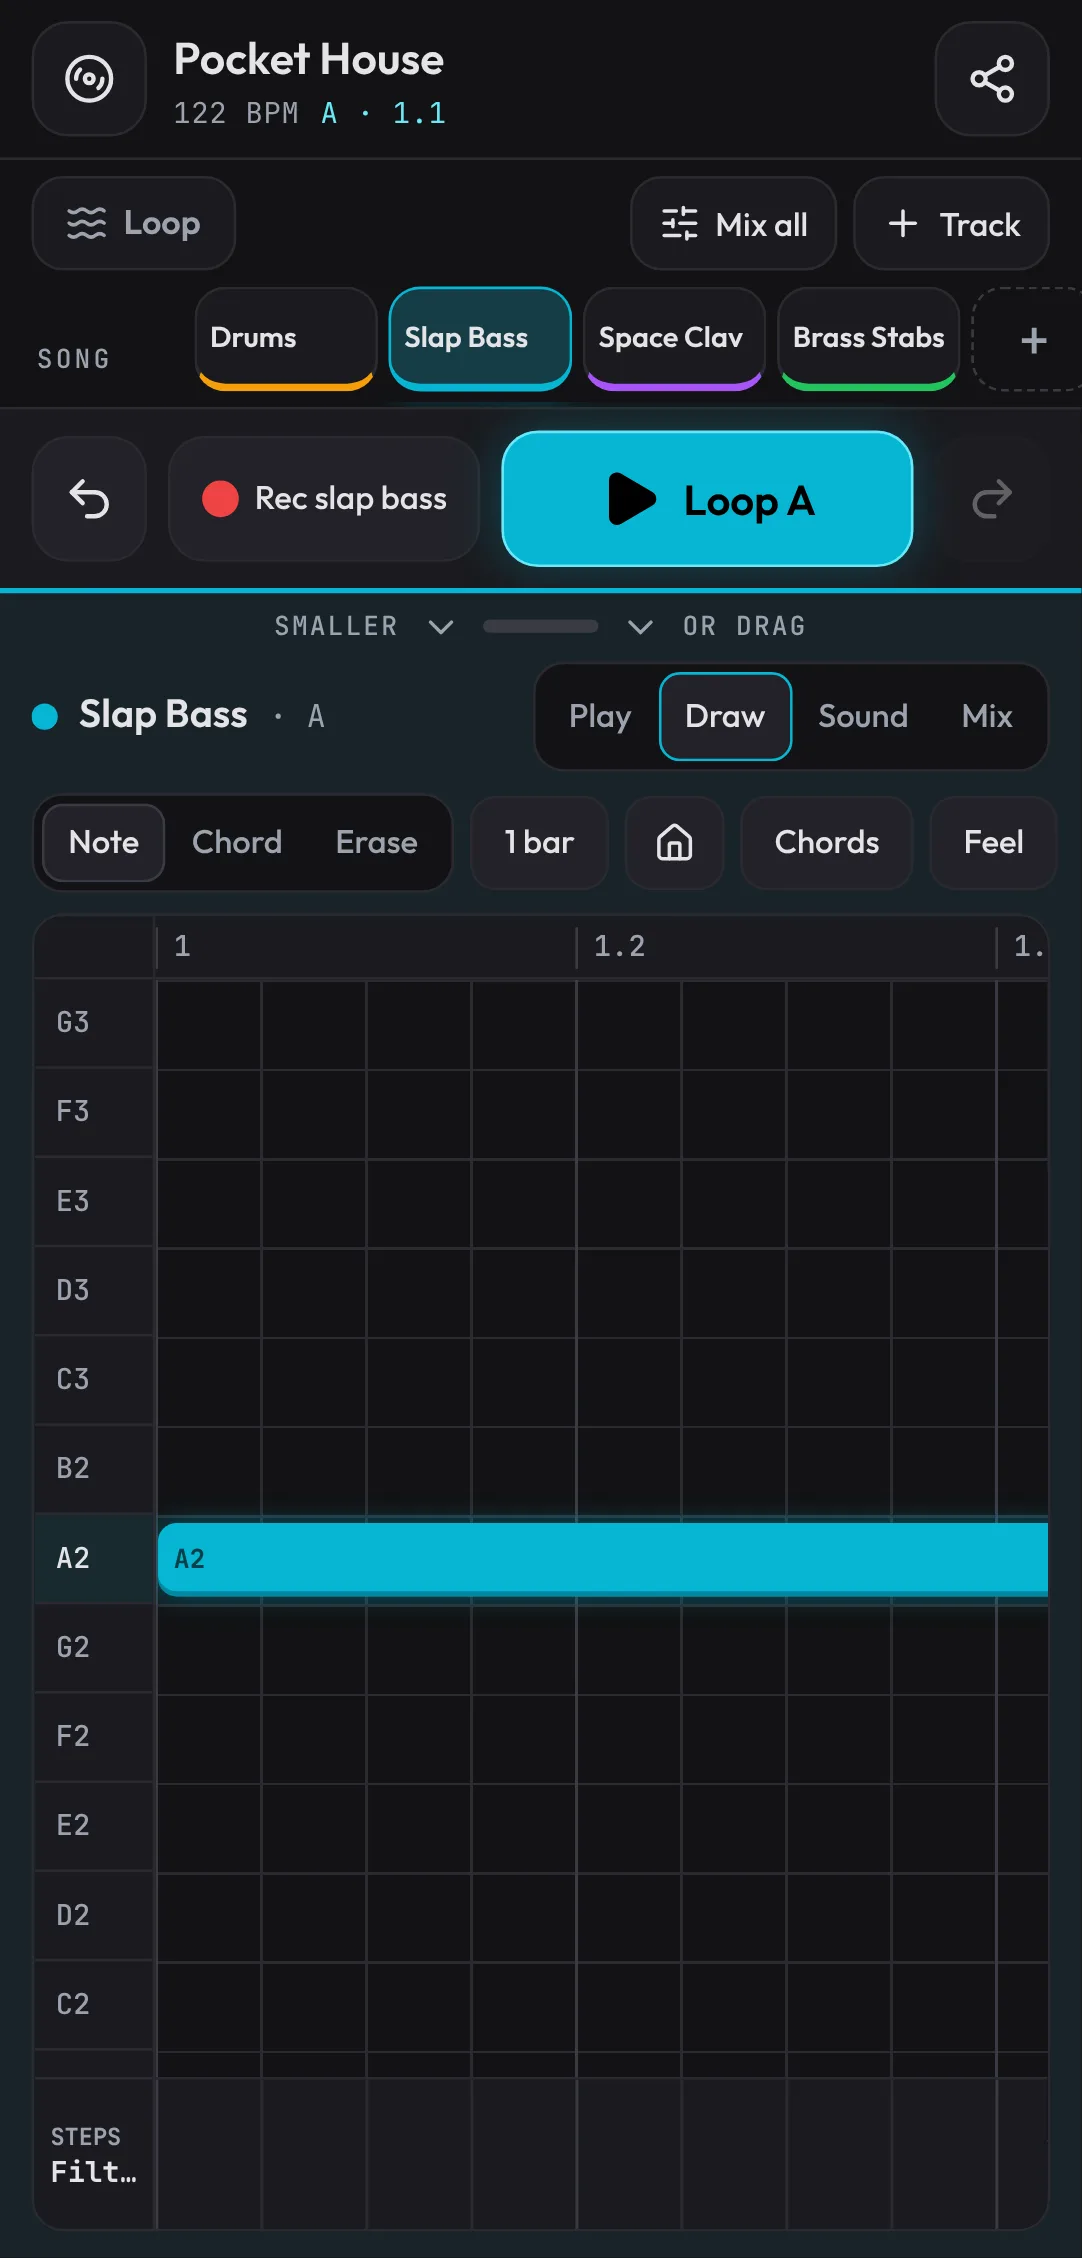 Pocket House
122 BPM A · 1.1
Loop
Mix all
Track
SONG
Drums
Slap Bass
Space Clav
Brass Stabs
+
Rec slap bass
Loop A
SMALLER
OR DRAG
Slap Bass · A
Play
Draw
Sound
Mix
Note
Chord
Erase
1 bar
Chords
Feel
1
1.2
1.
G3
F3
E3
D3
C3
B2
A2
A2
G2
F2
E2
D2
C2
STEPS
Filt…